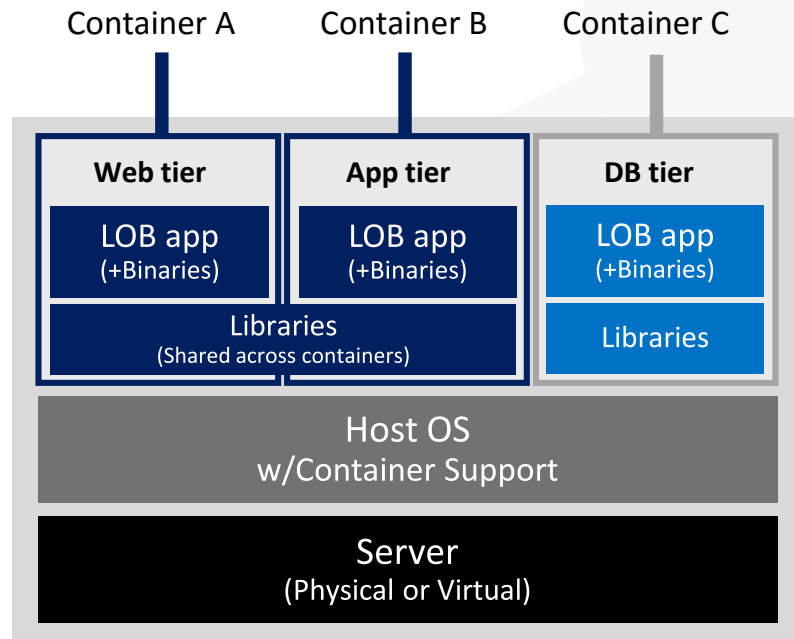 Container A
Container B
Container C
Web tier
App tier
DB tier
LOB app
(+Binaries)
LOB app
(+Binaries)
LOB app
(+Binaries)
Libraries
(Shared across containers)
Libraries
Host OS
w/Container Support
Server
(Physical or Virtual)